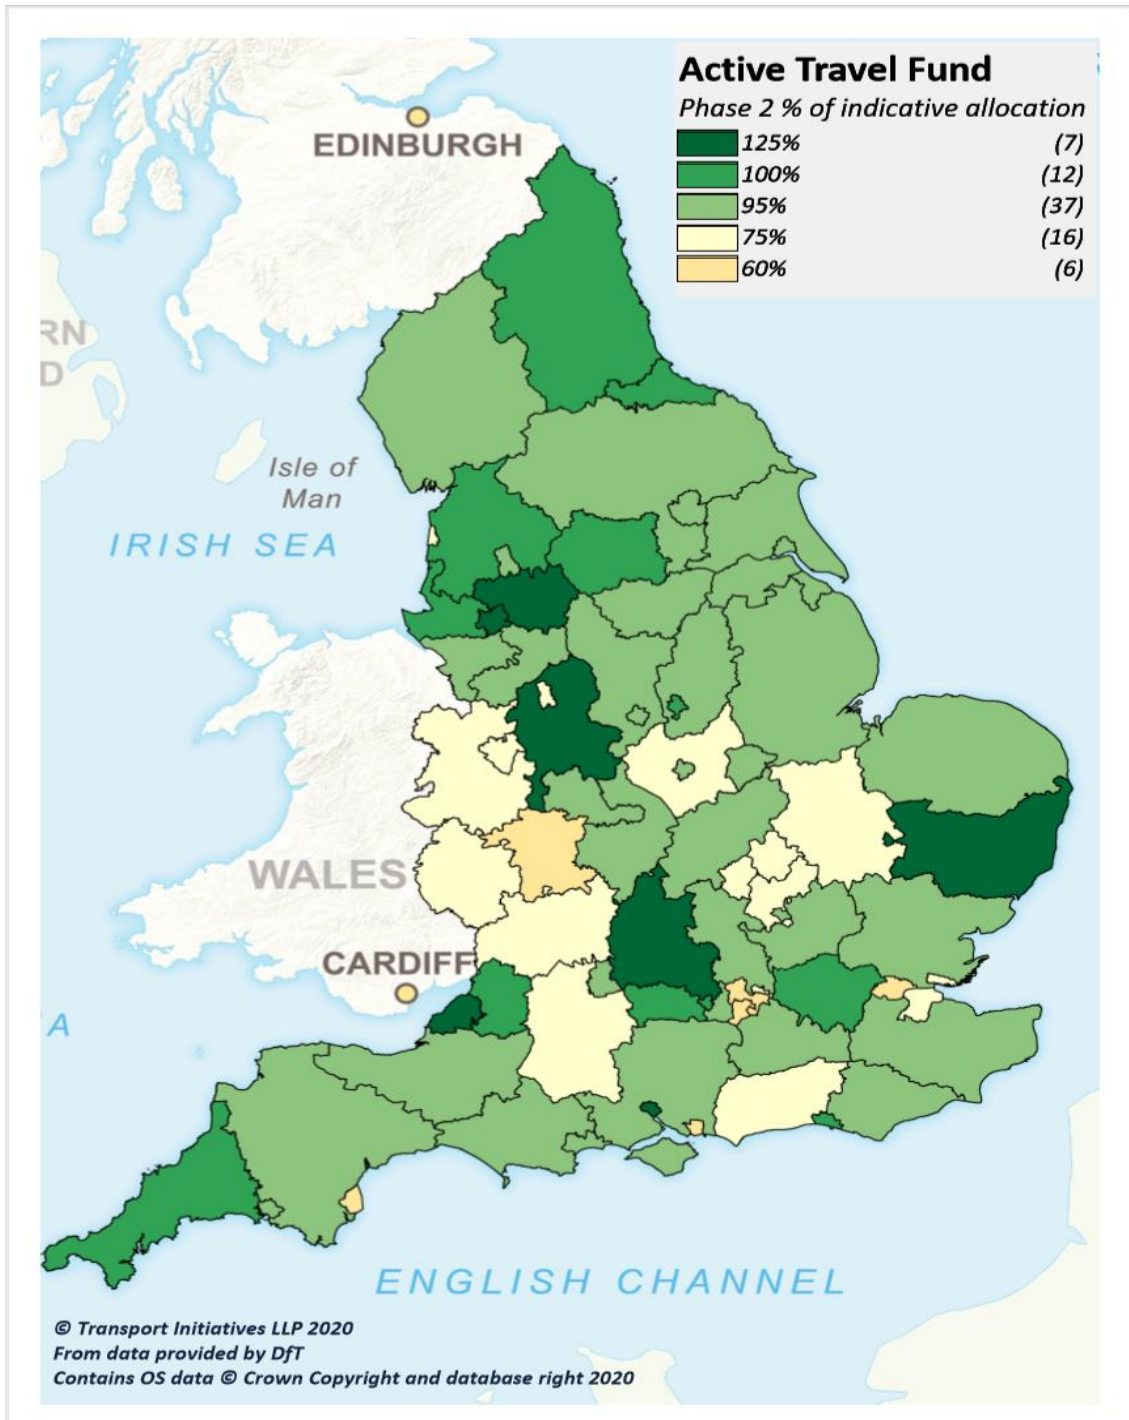 Active Travel Fund
Phase 2 % of indicative allocation
125% (7)
100% (12)
95% (37)
75% (16)
60% (6)
EDINBURGH
RN
D
Isle of
Man
IRISH SEA
WALES
CARDIFF
A
ENGLISH CHANNEL
© Transport Initiatives LLP 2020
From data provided by DfT
Contains OS data © Crown Copyright and database right 2020